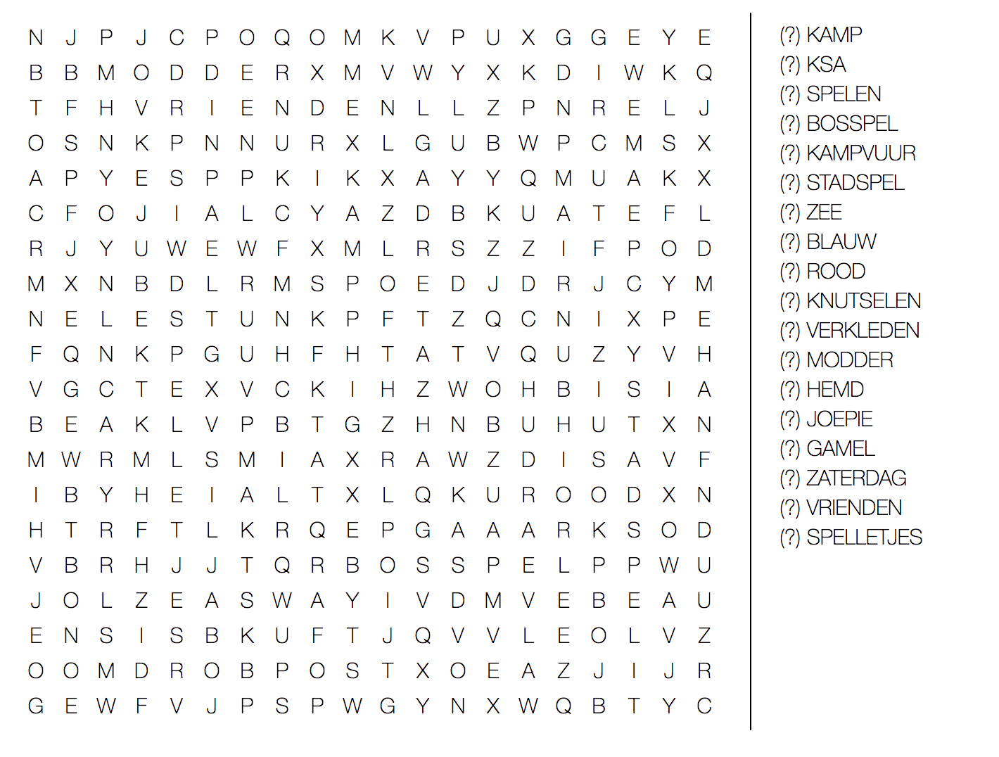 N J P J C P O Q O M K V P U X G G E Y E
B B M O D D E R X M V W Y X K D I W K Q
T F H V R I E N D E N L L Z P N R E L J
O S N K P N N U R X L G U B W P C M S X
A P Y E S P P K I K X A Y Y Q M U A K X
C F O J I A L C Y A Z D B K U A T E F L
R J Y U W E W F X M L R S Z Z I F P O D
M X N B D L R M S P O E D J D R J C Y M
N E L E S T U N K P F T Z Q C N I X P E
F Q N K P G U H F H T A T V Q U Z Y V H
V G C T E X V C K I H Z W O H B I S I A
B E A K L V P B T G Z H N B U H U T X N
M W R M L S M I A X R A W Z D I S A V F
I B Y H E I A L T X L Q K U R O O D X N
H T R F T L K R Q E P G A A A R K S O D
V B R H J J T Q R B O S S P E L P P W U
J O L Z E A S W A Y I V D M V E B E A U
E N S I S B K U F T J Q V V L E O L V Z
O O M D R O B P O S T X O E A Z J I J R
G E W F V J P S P W G Y N X W Q B T Y C
(?) KAMP
(?) KSA
(?) SPELEN
(?) BOSSPEL
(?) KAMPVUUR
(?) STADSPEL
(?) ZEE
(?) BLAUW
(?) ROOD
(?) KNUTSELEN
(?) VERKLEDEN
(?) MODDER
(?) HEMD
(?) JOEPIE
(?) GAMEL
(?) ZATERDAG
(?) VRIENDEN
(?) SPELLETJES